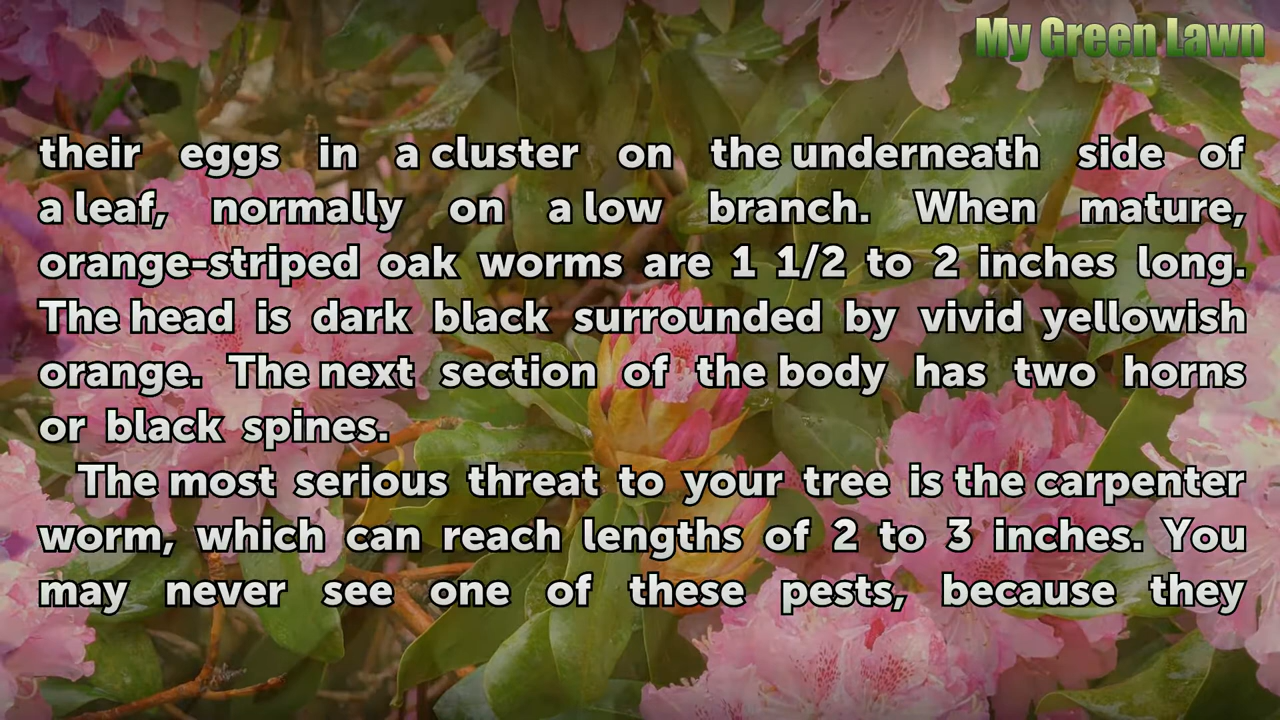 My Green Lawn
their eggs in a cluster on the underneath side of
a leaf, normally on a low branch. When mature,
orange-striped oak worms are 1 1/2 to 2 inches long.
The head is dark black surrounded by vivid yellowish
orange. The next section of the body has two horns
or black spines.
The most serious threat to your tree is the carpenter
worm, which can reach lengths of 2 to 3 inches. You
may never see one of these pests, because they